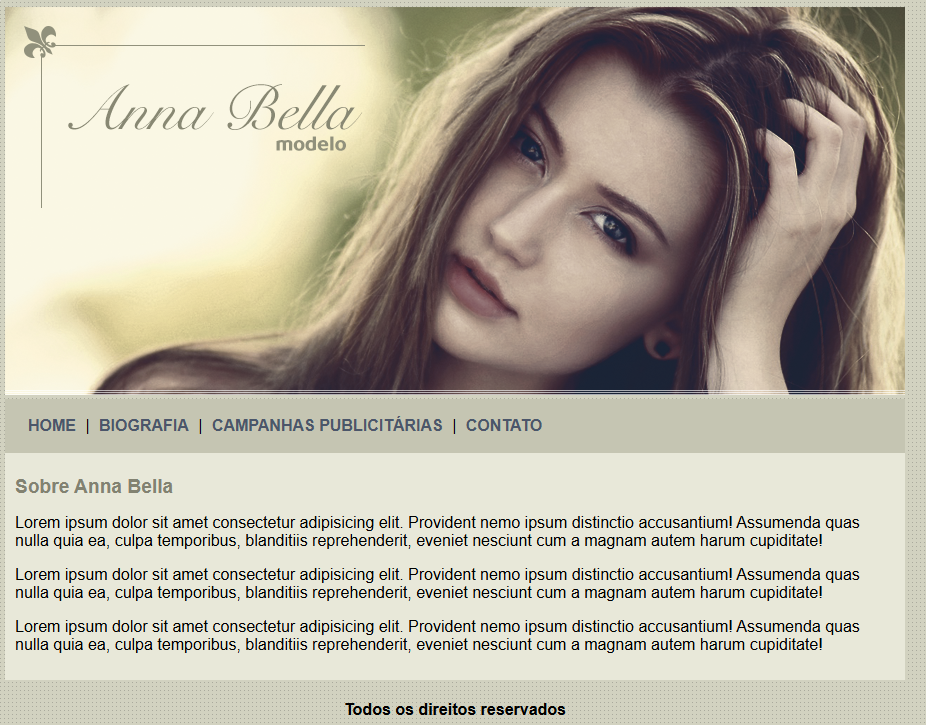 Anna Bella
modelo
HOME | BIOGRAFIA | CAMPANHAS PUBLICITÁRIAS | CONTATO
Sobre Anna Bella
Lorem ipsum dolor sit amet consectetur adipisicing elit. Provident nemo ipsum distinctio accusantium! Assumenda quas
nulla quia ea, culpa temporibus, blanditiis reprehenderit, eveniet nesciunt cum a magnam autem harum cupiditate!
Lorem ipsum dolor sit amet consectetur adipisicing elit. Provident nemo ipsum distinctio accusantium! Assumenda quas
nulla quia ea, culpa temporibus, blanditiis reprehenderit, eveniet nesciunt cum a magnam autem harum cupiditate!
Lorem ipsum dolor sit amet consectetur adipisicing elit. Provident nemo ipsum distinctio accusantium! Assumenda quas
nulla quia ea, culpa temporibus, blanditiis reprehenderit, eveniet nesciunt cum a magnam autem harum cupiditate!
Todos os direitos reservados